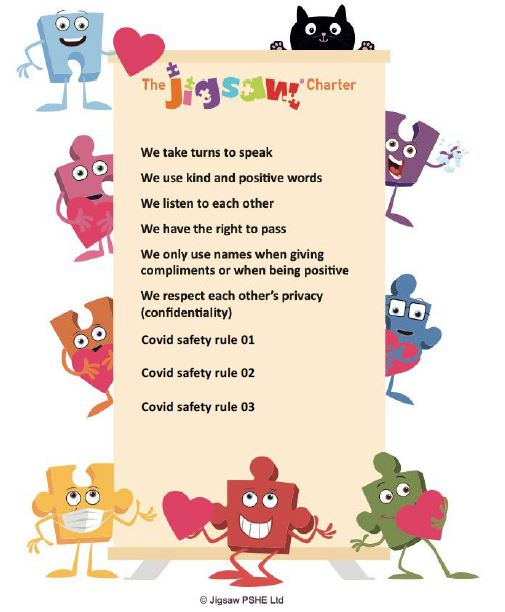 The Jigsaw® Charter
We take turns to speak
We use kind and positive words
We listen to each other
We have the right to pass
We only use names when giving
compliments or when being positive
We respect each other's privacy
(confidentiality)
Covid safety rule 01
Covid safety rule 02
Covid safety rule 03
© Jigsaw PSHE Ltd